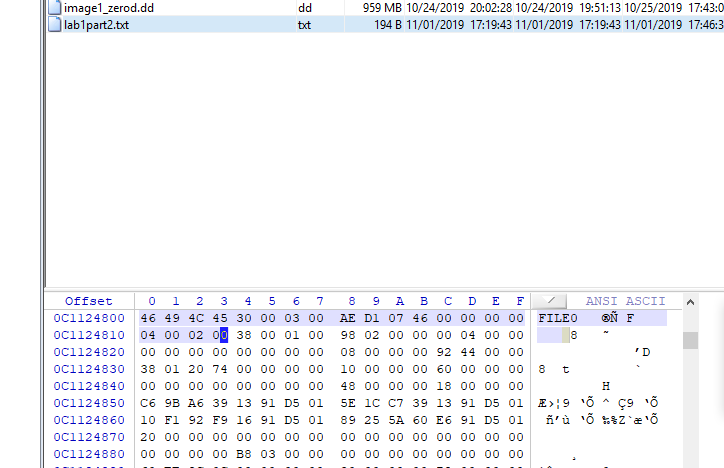 image1_zerod.dd dd 959 MB 10/24/2019 20:02:28 10/24/2019 19:51:13 10/25/2019 17:43:0
lab1part2.txt txt 194 B 11/01/2019 17:19:43 11/01/2019 17:19:43 11/01/2019 17:46:3
Offset 0 1 2 3 4 5 6 7 8 9 A B C D E F ANSI ASCII
0C1124800 46 49 4C 45 30 00 03 00 AE D1 07 46 00 00 00 00 FILE0 ®Ñ F
0C1124810 04 00 02 00 38 00 01 00 98 02 00 00 00 04 00 00 8 ˜
0C1124820 00 00 00 00 00 00 00 00 08 00 00 00 92 44 00 00 ’D
0C1124830 38 01 20 74 00 00 00 00 10 00 00 00 60 00 00 00 8 t `
0C1124840 00 00 00 00 00 00 00 00 48 00 00 00 18 00 00 00 H
0C1124850 C6 9B A6 39 13 91 D5 01 5E 1C C7 39 13 91 D5 01 Æ›¦9 ‘Õ ^ Ç9 ‘Õ
0C1124860 10 F1 92 F9 16 91 D5 01 89 25 5A 60 E6 91 D5 01 ñ’ù ‘Õ ‰%Z`æ‘Õ
0C1124870 20 00 00 00 00 00 00 00 00 00 00 00 00 00 00 00
0C1124880 00 00 00 00 B8 03 00 00 00 00 00 00 00 00 00 00 ¸